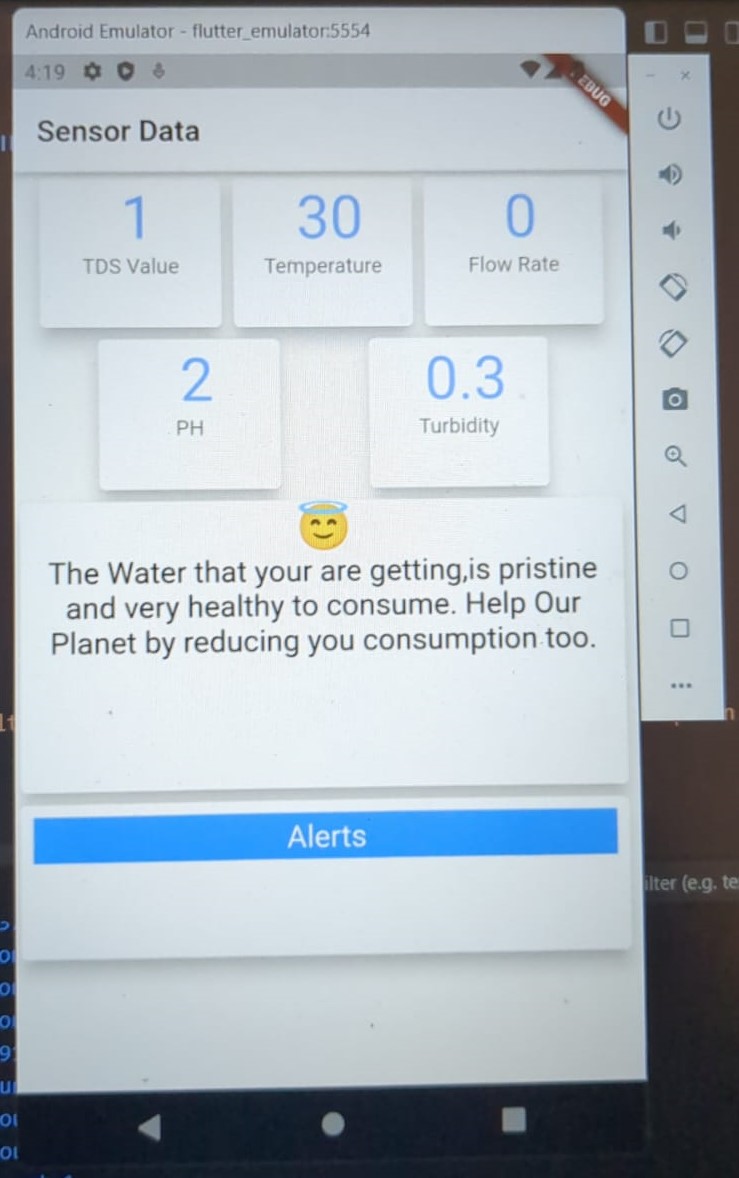 Android Emulator - flutter_emulator:5554
4:19
EBUG
Sensor Data
1 30 0
TDS Value Temperature Flow Rate
2 0.3
PH Turbidity
The Water that your are getting,is pristine
and very healthy to consume. Help Our
Planet by reducing you consumption too.
Alerts
ilter (e.g. te